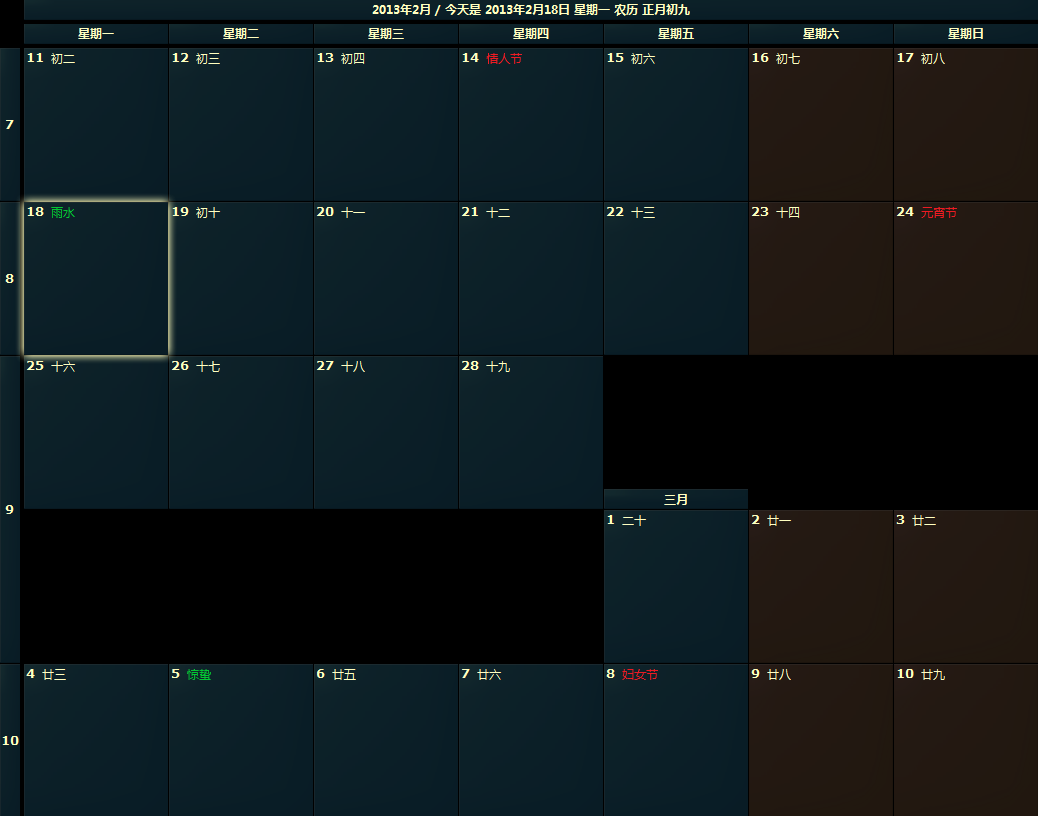 2013年2月 / 今天是 2013年2月18日 星期一 农历 正月初九
星期一 星期二 星期三 星期四 星期五 星期六 星期日
7
11 初二 12 初三 13 初四 14 情人节 15 初六 16 初七 17 初八
8
18 雨水 19 初十 20 十一 21 十二 22 十三 23 十四 24 元宵节
25 十六 26 十七 27 十八 28 十九
三月
9
1 二十 2 廿一 3 廿二
4 廿三 5 惊蛰 6 廿五 7 廿六 8 妇女节 9 廿八 10 廿九
10